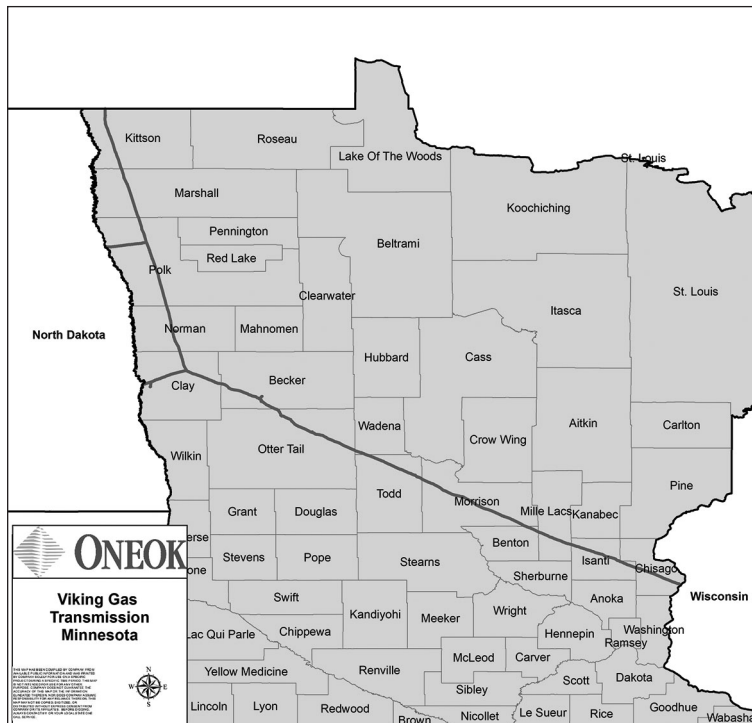 St. Louis
Kittson
Roseau
Lake Of The Woods
Marshall
Koochiching
Pennington
Beltrami
Red Lake
Polk
St. Louis
Clearwater
Itasca
North Dakota
Norman
Mahnomen
Hubbard
Cass
Clay
Becker
Wadena
Aitkin
Carlton
Crow Wing
Wilkin
Otter Tail
Pine
Todd
Morrison
Mille Lacs
Kanabec
Grant
Douglas
erse
ONEOK
Benton
Stevens
Pope
Stearns
Isanti
Chisago
one
Sherburne
Viking Gas
Transmission
Minnesota
Swift
Kandiyohi
Meeker
Wright
Anoka
Wisconsin
Lac Qui Parle
Chippewa
Hennepin
Washington
Ramsey
McLeod
Carver
Yellow Medicine
Renville
Scott
Dakota
N
W
E
S
Sibley
Lincoln
Lyon
Redwood
Brown
Nicollet
Le Sueur
Rice
Goodhue
Wabas